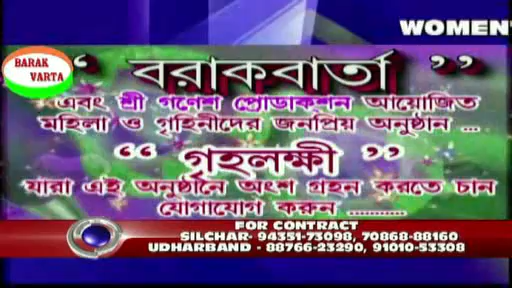 WOMEN
BARAK
VARTA
“ বরাকবার্তা ”
এবং শ্রী গণেশ প্রোডাকশন আয়োজিত
মহিলা ও গৃহিনীদের জনপ্রিয় অনুষ্ঠান ...
“ গৃহলক্ষী ”
যারা এই অনুষ্ঠানে অংশ গ্রহন করতে চান
যোগাযোগ করুন ..........
FOR CONTRACT
SILCHAR- 94351-73098, 70868-88160
UDHARBAND - 88766-23290, 91010-53308